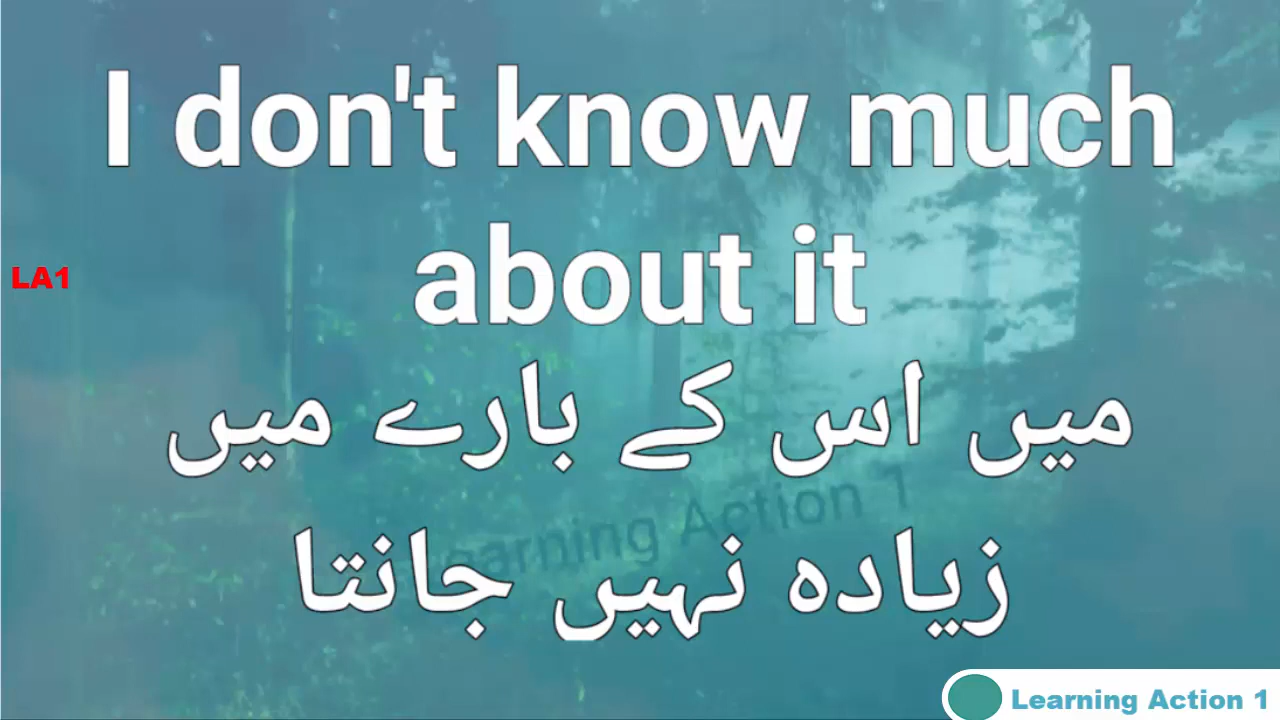 I don't know much
about it
LA1
میں اس کے بارے میں
زیادہ نہیں جانتا
Learning Action 1
Learning Action 1